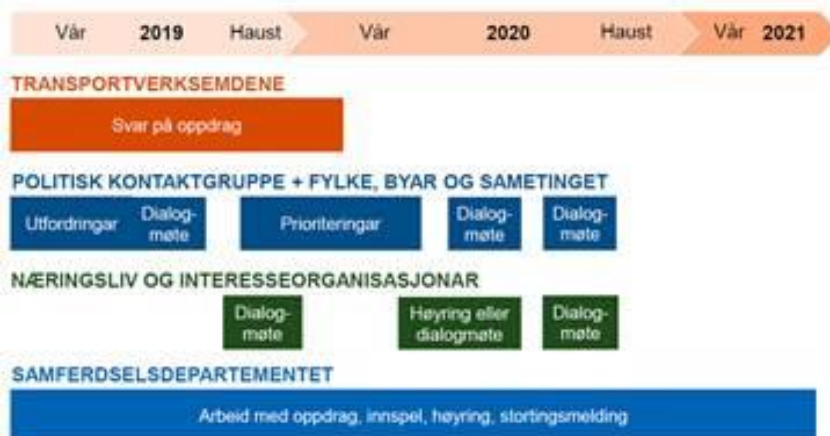 Vår 2019 Haust Vår 2020 Haust Vår 2021
TRANSPORTVERKSEMDENE
Svar på oppdrag
POLITISK KONTAKTGRUPPE + FYLKE, BYAR OG SAMETINGET
Utfordringar
Dialog-
møte
Prioriteringar
Dialog-
møte
Dialog-
møte
NÆRINGSLIV OG INTERESSEORGANISASJONAR
Dialog-
møte
Høyring eller
dialogmøte
Dialog-
møte
SAMFERDSELSDEPARTEMENTET
Arbeid med oppdrag, innspel, høyring, stortingsmelding